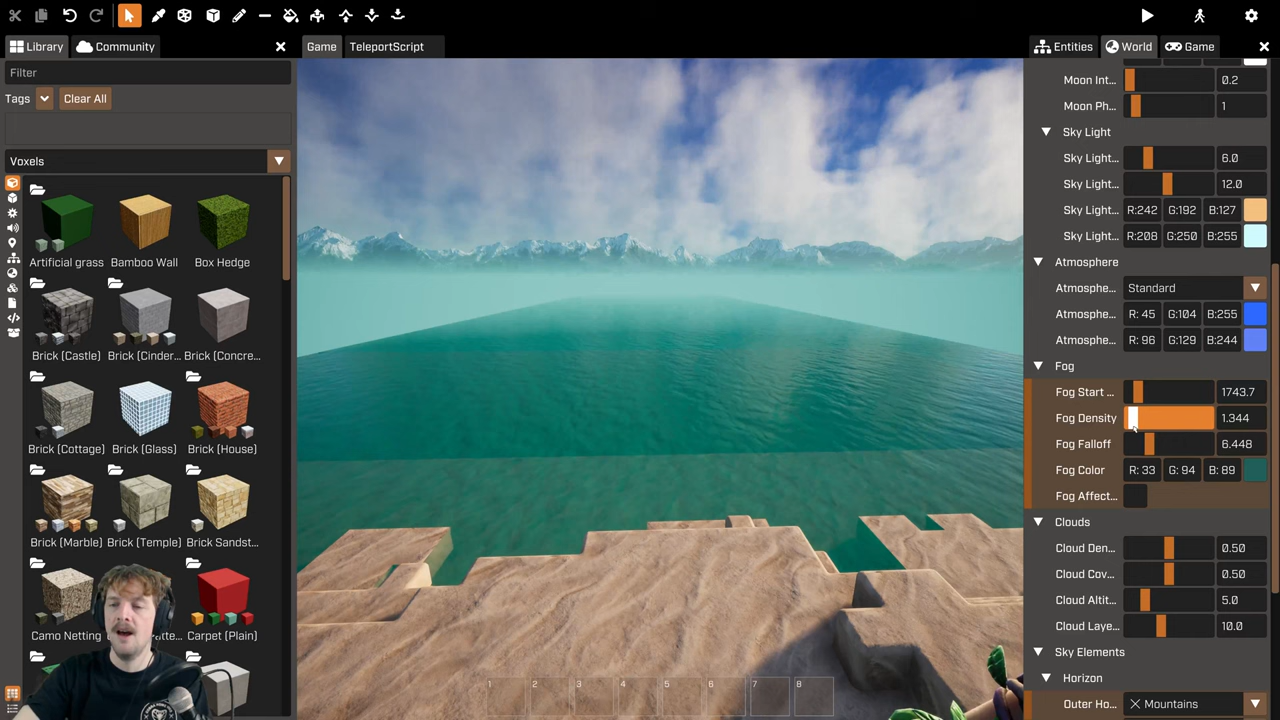 Library
Community
Game
TeleportScript
Entities
World
Game
Filter
Tags
Clear All
Voxels
Artificial grass
Bamboo Wall
Box Hedge
Brick (Castle)
Brick (Cinder...
Brick (Concre...
Brick (Cottage)
Brick (Glass)
Brick (House)
Brick (Marble)
Brick (Temple)
Brick Sandst...
Camo Netting
Carpet (Plain)
1
2
3
4
5
6
7
8
Moon Int...
0.2
Moon Ph...
1
Sky Light
Sky Light...
6.0
Sky Light...
12.0
Sky Light...
R:242
G:192
B:127
Sky Light...
R:208
G:250
B:255
Atmosphere
Atmosphe...
Standard
Atmosphe...
R: 45
G:104
B:255
Atmosphe...
R: 96
G:129
B:244
Fog
Fog Start ...
1743.7
Fog Density
1.344
Fog Falloff
6.448
Fog Color
R: 33
G: 94
B: 89
Fog Affect...
Clouds
Cloud Den...
0.50
Cloud Cov...
0.50
Cloud Altit...
5.0
Cloud Laye...
10.0
Sky Elements
Horizon
Outer Ho...
Mountains